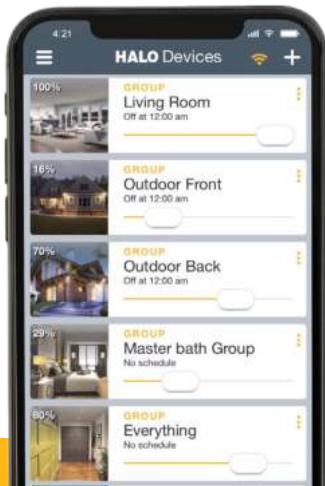 4:21
HALO Devices
100%
GROUP
Living Room
Off at 12:00 am
16%
GROUP
Outdoor Front
Off at 12:00 am
70%
GROUP
Outdoor Back
Off at 12:00 am
29%
GROUP
Master bath Group
No schedule
80%
GROUP
Everything
No schedule